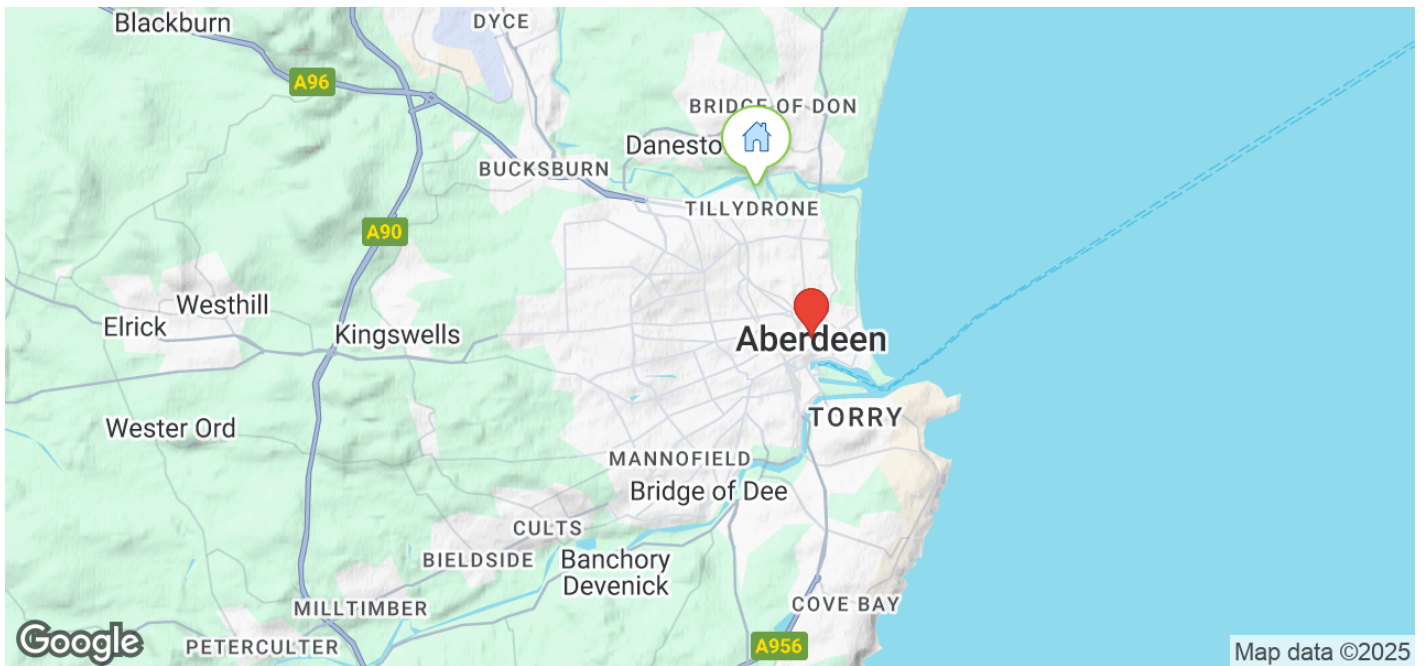 Blackburn
DYCE
A96
BRIDGE OF DON
Danesto
BUCKSBURN
TILLYDRONE
A90
Westhill
Elrick
Kingswells
Aberdeen
Wester Ord
TORRY
MANNOFIELD
Bridge of Dee
CULTS
BIELDSIDE
Banchory
Devenick
MILLTIMBER
COVE BAY
PETERCULTER
A956
Google
Map data ©2025